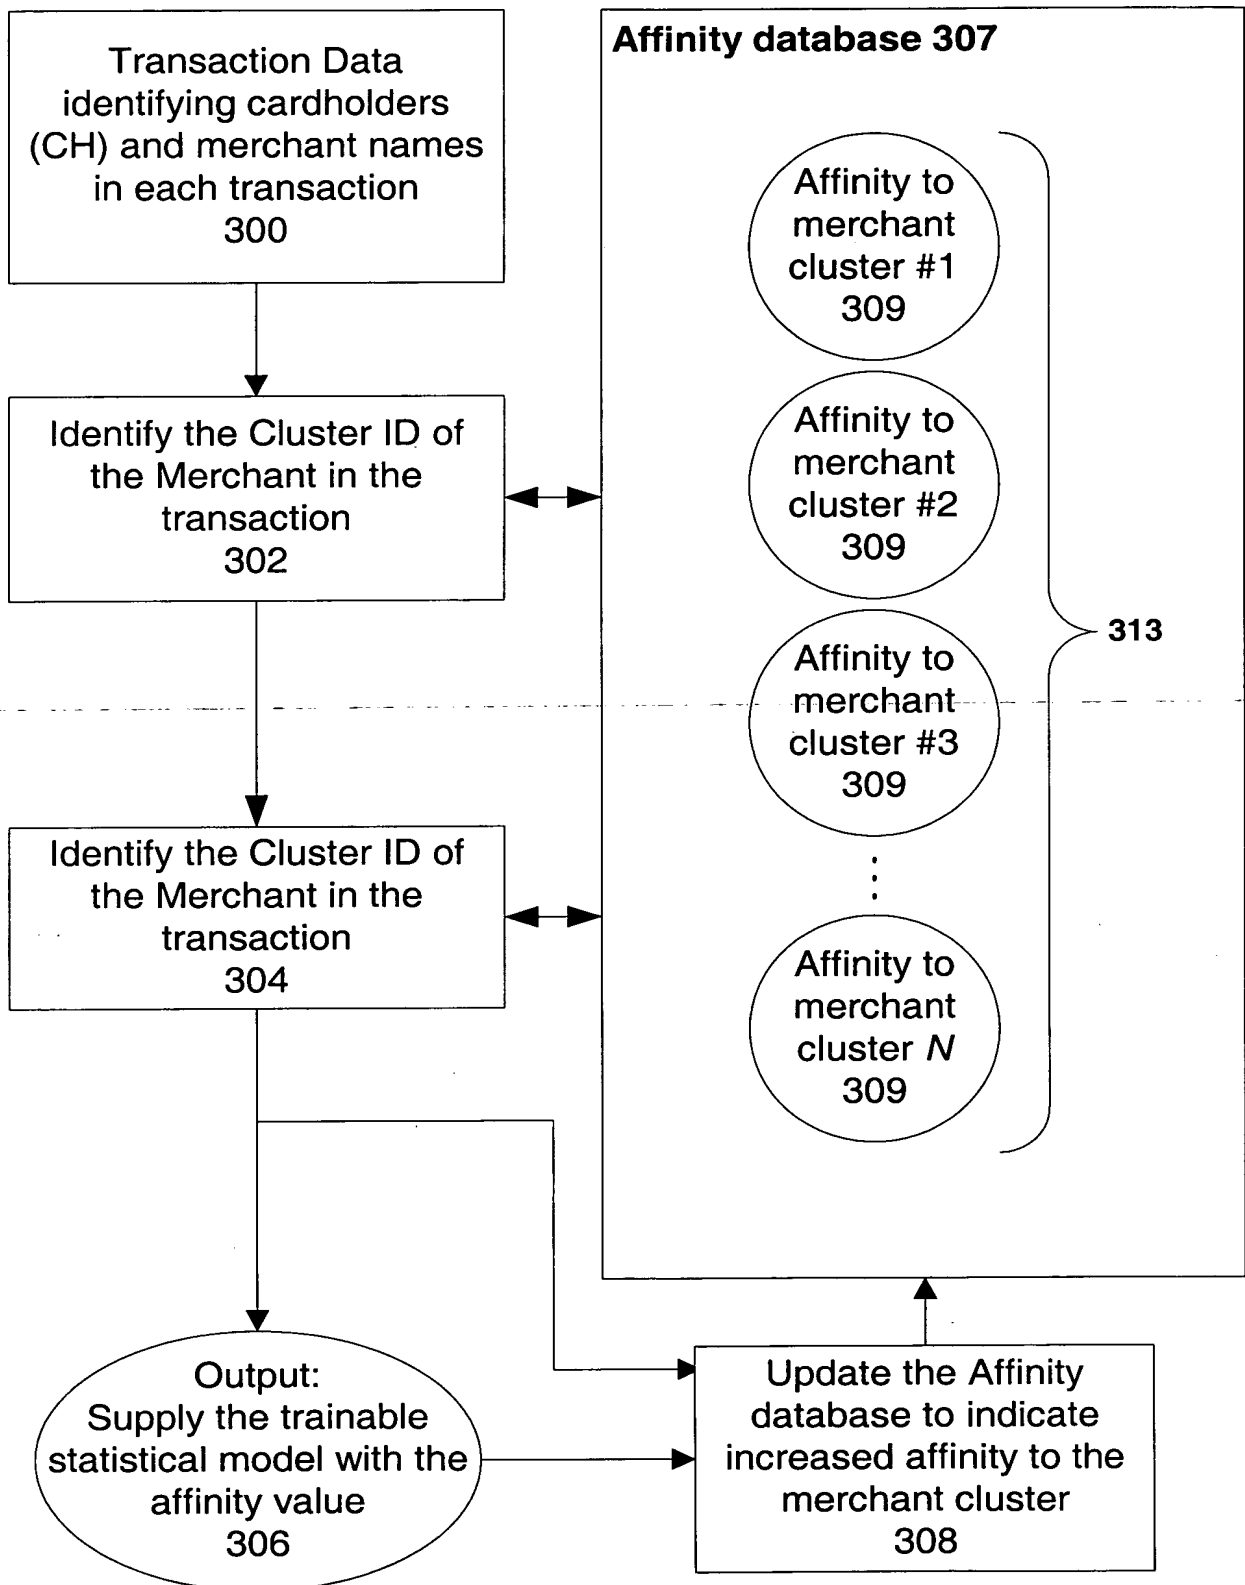 Transaction Data
identifying cardholders
(CH) and merchant names
in each transaction
300
Identify the Cluster ID of
the Merchant in the
transaction
302
Identify the Cluster ID of
the Merchant in the
transaction
304
Output:
Supply the trainable
statistical model with the
affinity value
306
Affinity database 307
Affinity to
merchant
cluster #1
309
Affinity to
merchant
cluster #2
309
Affinity to
merchant
cluster #3
309
Affinity to
merchant
cluster N
309
313
Update the Affinity
database to indicate
increased affinity to the
merchant cluster
308